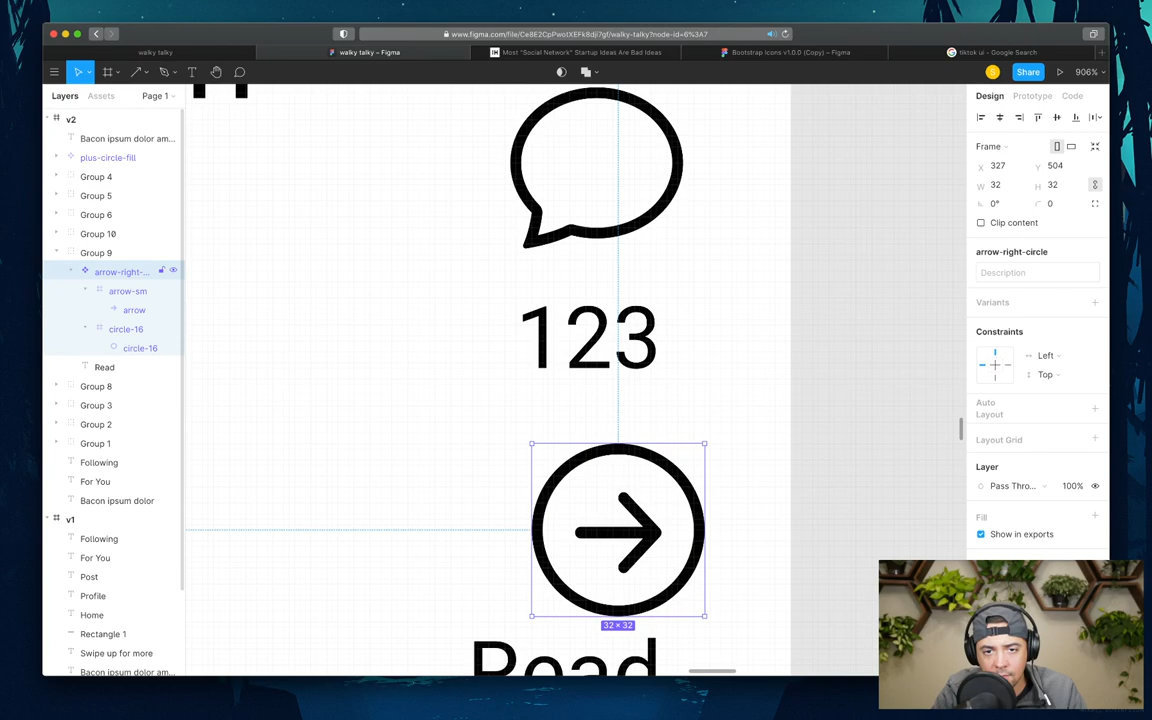 www.figma.com/file/Ce8E2CpPwotXEFk8dji7gf/walky-talky?node-id=6%3A7
walky talky
walky talky – Figma
Most "Social Network" Startup Ideas Are Bad Ideas
Bootstrap Icons v1.0.0 (Copy) – Figma
tiktok ui - Google Search
S
Share
906%
Layers
Assets
Page 1
Design
Prototype
Code
v2
Bacon ipsum dolor am...
plus-circle-fill
Group 4
Group 5
Group 6
Group 10
Group 9
arrow-right-...
arrow-sm
arrow
circle-16
circle-16
Read
Group 8
Group 3
Group 2
Group 1
Following
For You
Bacon ipsum dolor
v1
Following
For You
Post
Profile
Home
Rectangle 1
Swipe up for more
Bacon ipsum dolor am...
123
32 × 32
Read
Frame
X 327
Y 504
W 32
H 32
0°
0
Clip content
arrow-right-circle
Description
Variants
Constraints
Left
Top
Auto
Layout
Layout Grid
Layer
Pass Thro...
100%
Fill
Show in exports